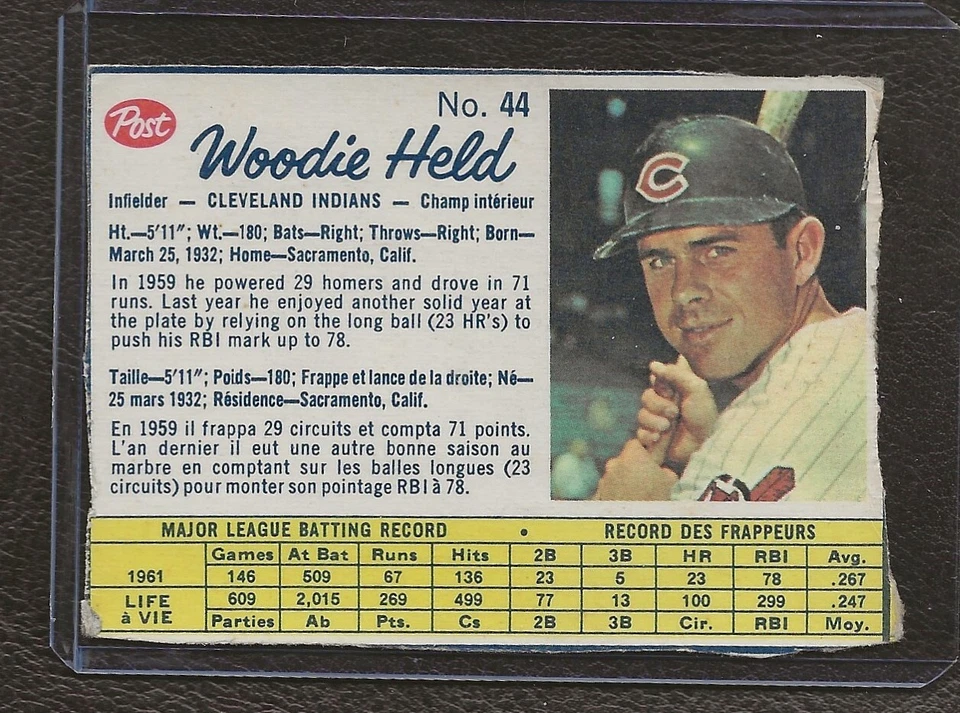 Post
No. 44
Woodie Held
Infielder — CLEVELAND INDIANS — Champ intérieur
Ht.—5'11"; Wt.—180; Bats—Right; Throws—Right; Born—
March 25, 1932; Home—Sacramento, Calif.
In 1959 he powered 29 homers and drove in 71
runs. Last year he enjoyed another solid year at
the plate by relying on the long ball (23 HR's) to
push his RBI mark up to 78.
Taille—5'11"; Poids—180; Frappe et lance de la droite; Né—
25 mars 1932; Résidence—Sacramento, Calif.
En 1959 il frappa 29 circuits et compta 71 points.
L'an dernier il eut une autre bonne saison au
marbre en comptant sur les balles longues (23
circuits) pour monter son pointage RBI à 78.
C
MAJOR LEAGUE BATTING RECORD • RECORD DES FRAPPEURS
Games At Bat Runs Hits 2B 3B HR RBI Avg.
1961 146 509 67 136 23 5 23 78 .267
LIFE 609 2,015 269 499 77 13 100 299 .247
à VIE Parties Ab Pts. Cs 2B 3B Cir. RBI Moy.